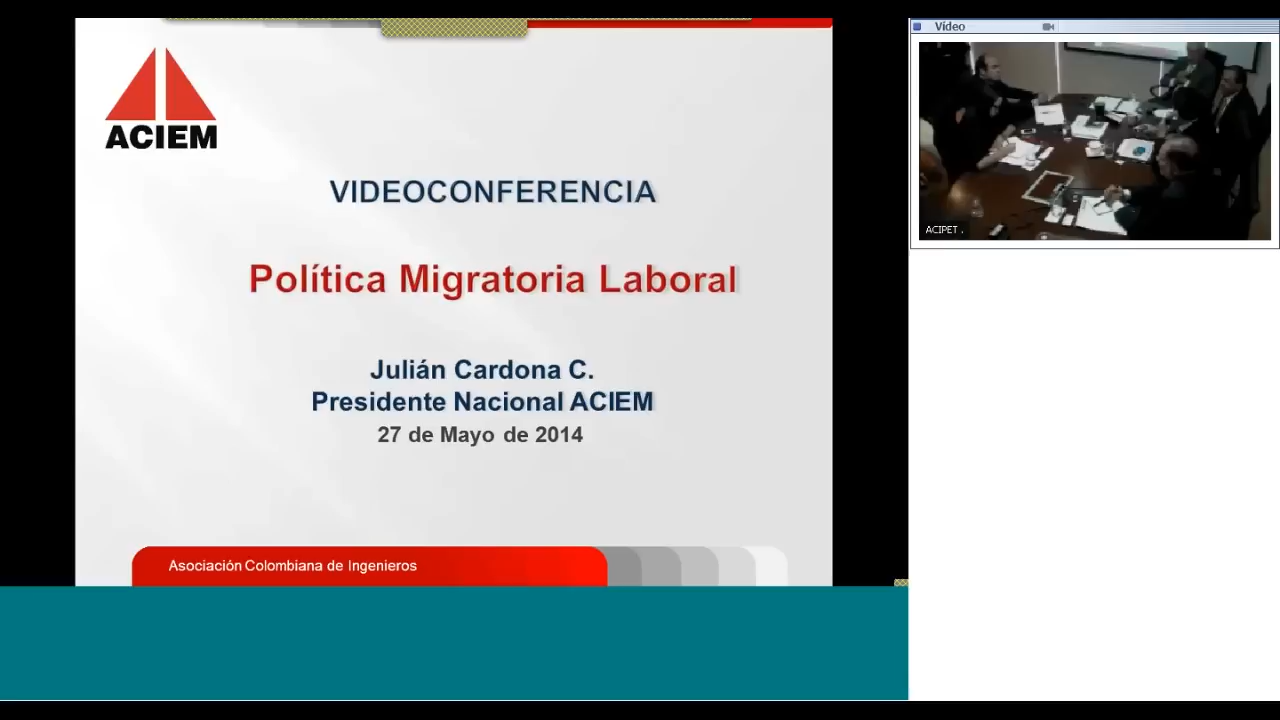 ACIEM
VIDEOCONFERENCIA
Política Migratoria Laboral
Julián Cardona C.
Presidente Nacional ACIEM
27 de Mayo de 2014
Asociación Colombiana de Ingenieros
Vídeo
ACIPET .